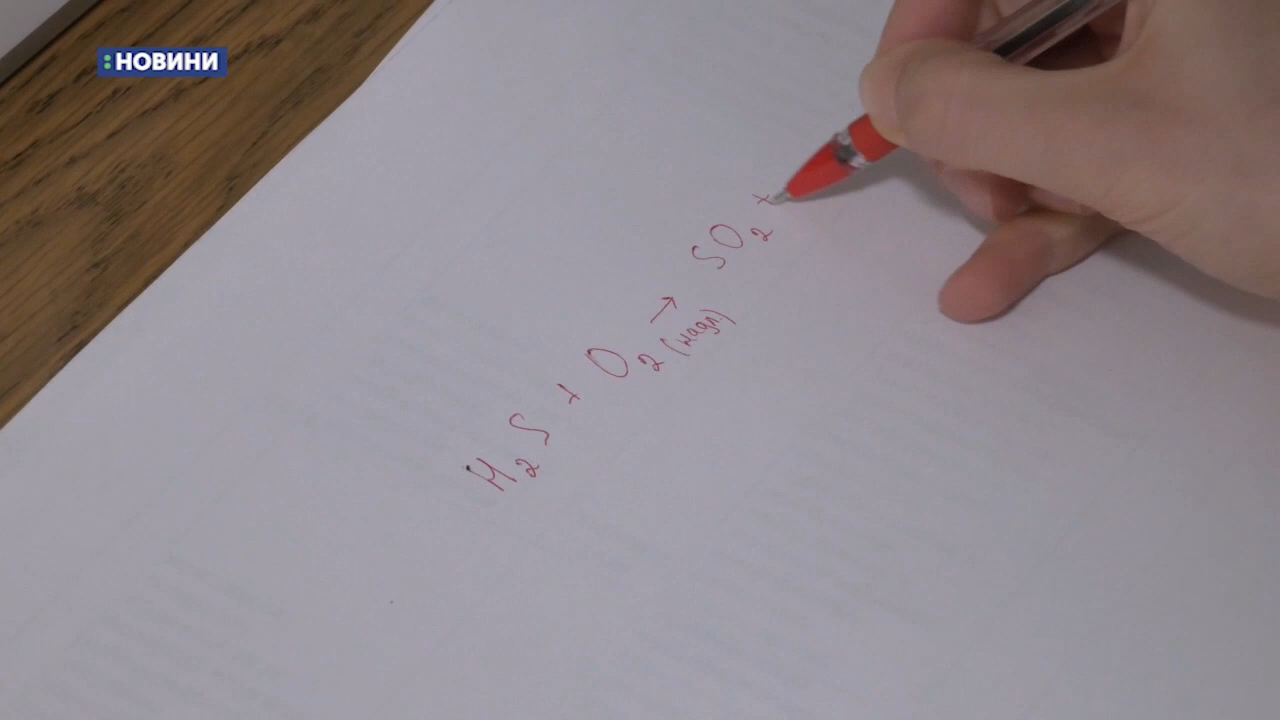 :НОВИНИ
H₂S + O₂ (надл) → SO₂ +